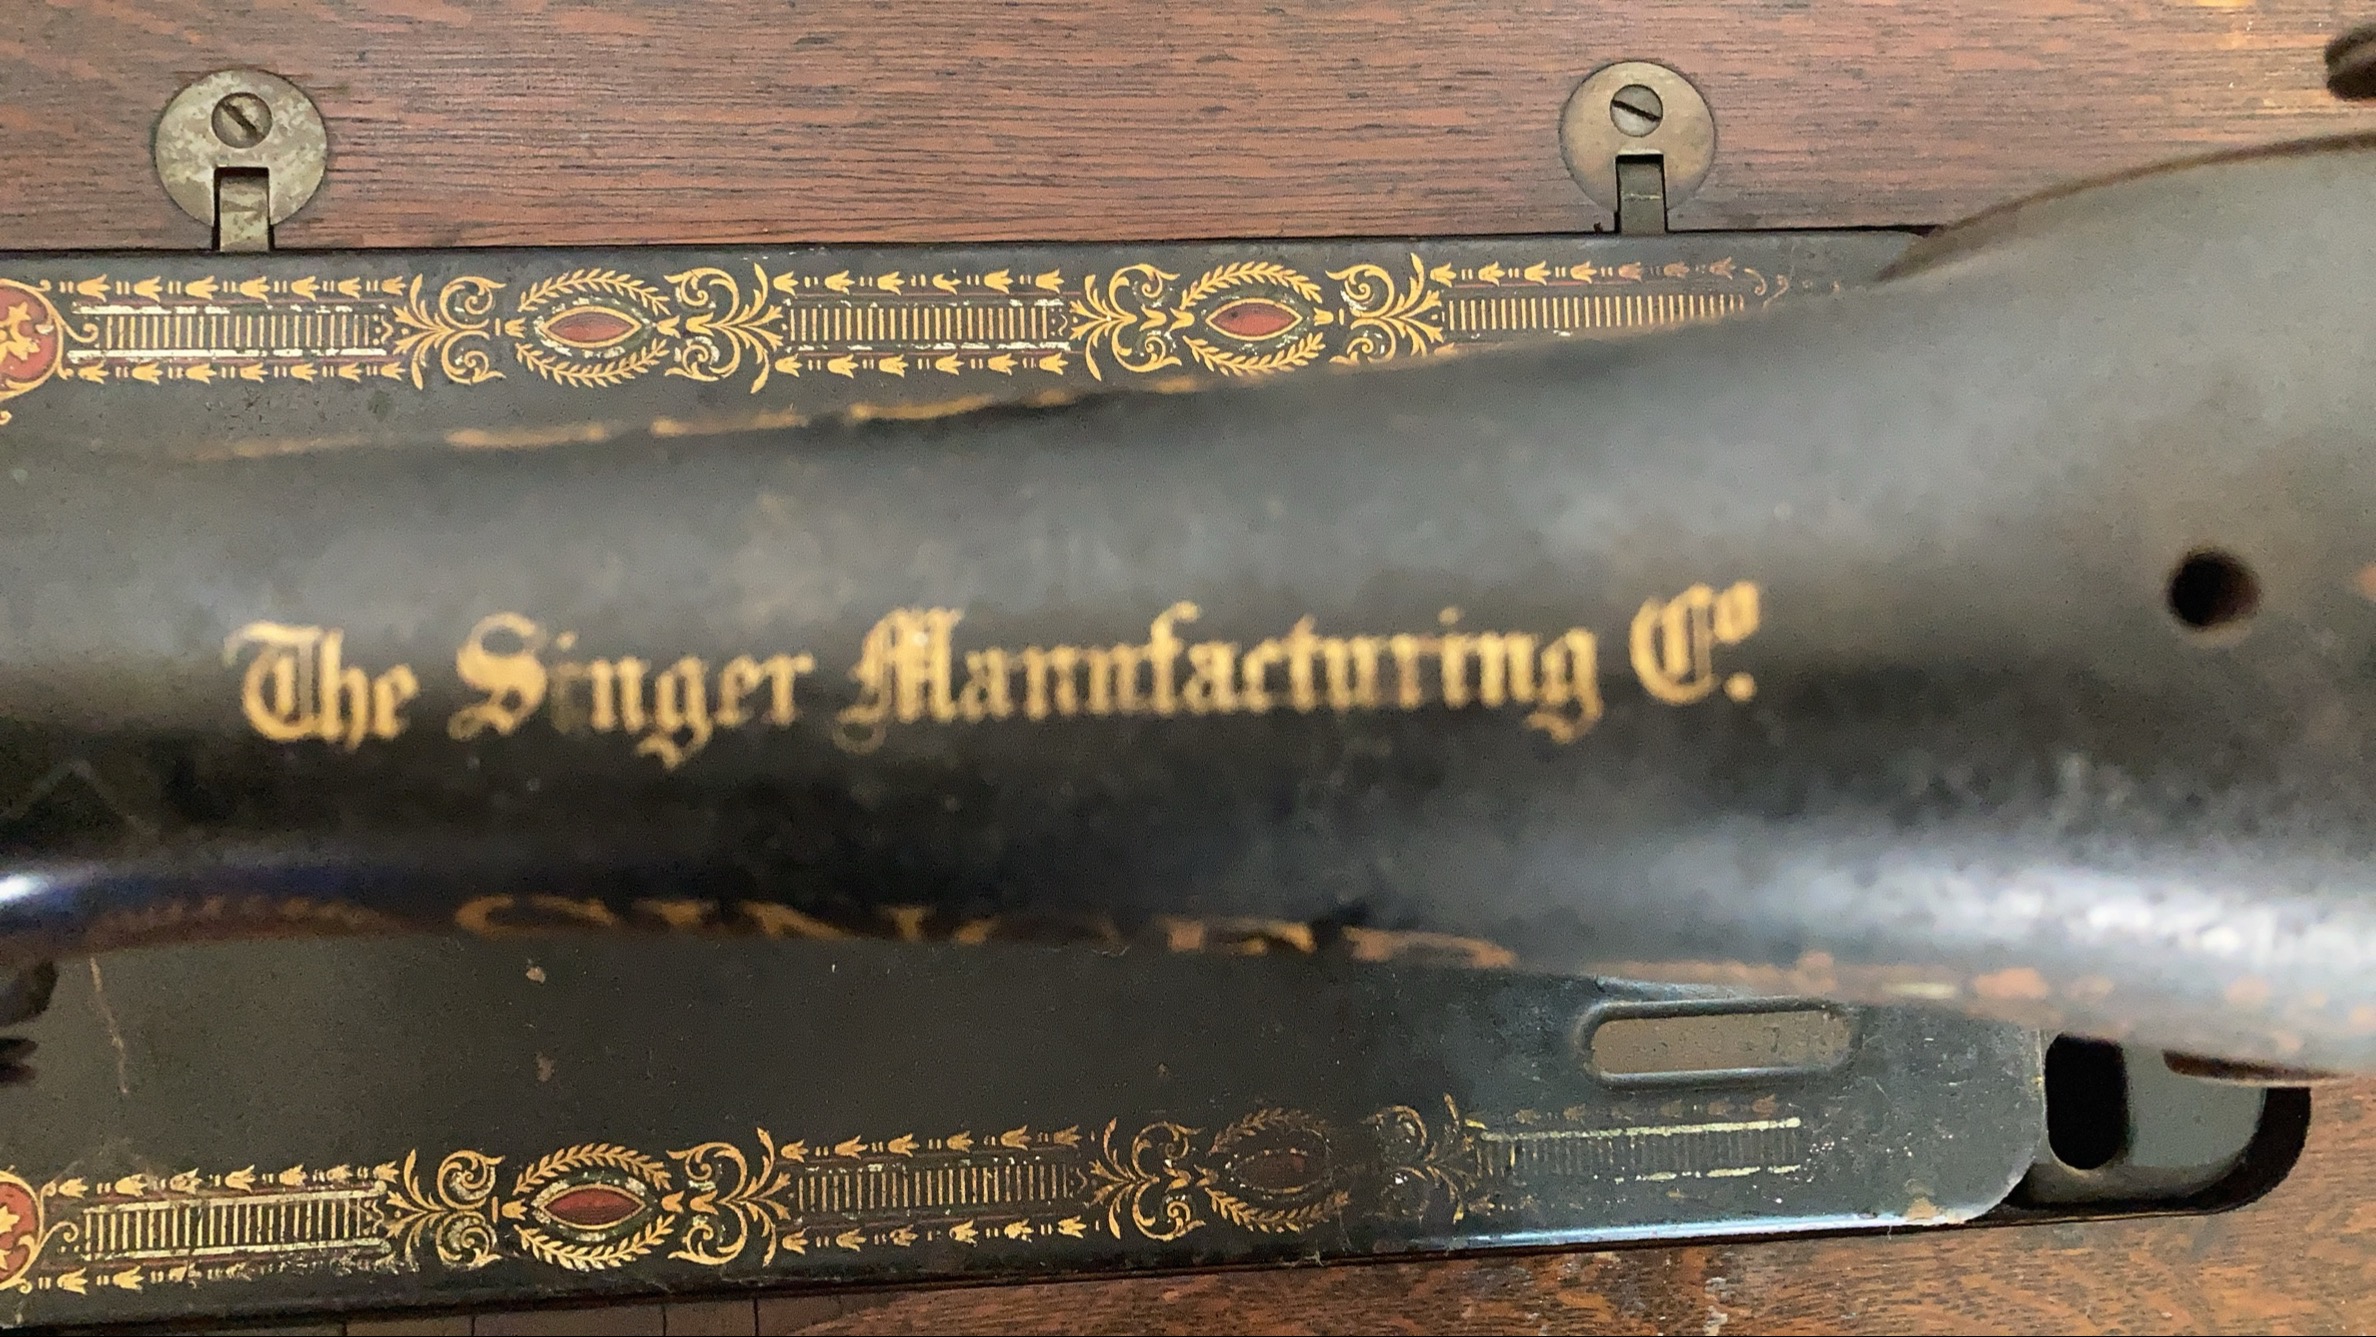 The Singer Manufacturing Co.